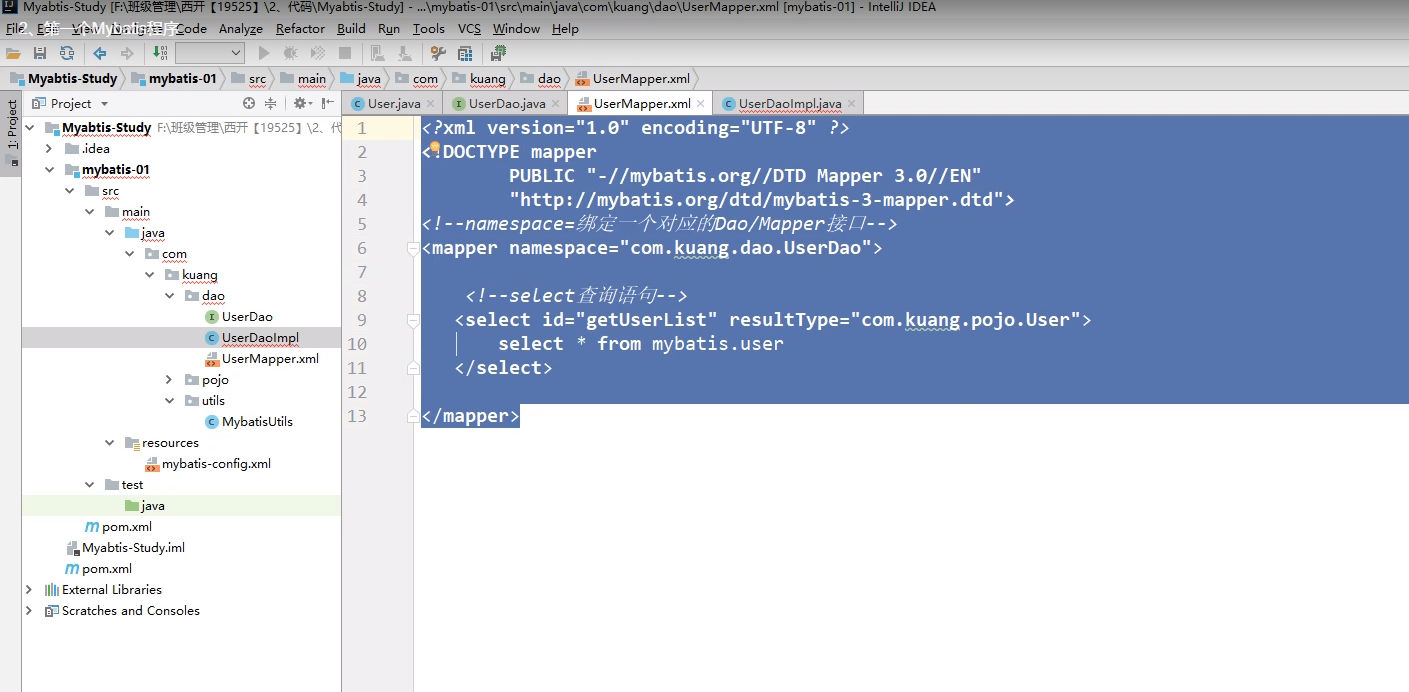 Myabtis-Study [F:\班级管理\西开【19525】\2、代码\Myabtis-Study] - ...\mybatis-01\src\main\java\com\kuang\dao\UserMapper.xml [mybatis-01] - IntelliJ IDEA
2、第一个Mybatis程序
File Edit View Navigate Code Analyze Refactor Build Run Tools VCS Window Help
Myabtis-Study mybatis-01 src main java com kuang dao UserMapper.xml
1: Project
Project
User.java UserDao.java UserMapper.xml UserDaoImpl.java
Myabtis-Study F:\班级管理\西开【19525】\2、代
.idea
mybatis-01
src
main
java
com
kuang
dao
UserDao
UserDaoImpl
UserMapper.xml
pojo
utils
MybatisUtils
resources
mybatis-config.xml
test
java
pom.xml
Myabtis-Study.iml
pom.xml
External Libraries
Scratches and Consoles
1 <?xml version="1.0" encoding="UTF-8" ?>
2 <!DOCTYPE mapper
3 PUBLIC "-//mybatis.org//DTD Mapper 3.0//EN"
4 "http://mybatis.org/dtd/mybatis-3-mapper.dtd">
5 <!--namespace=绑定一个对应的Dao/Mapper接口-->
6 <mapper namespace="com.kuang.dao.UserDao">
7
8 <!--select查询语句-->
9 <select id="getUserList" resultType="com.kuang.pojo.User">
10 select * from mybatis.user
11 </select>
12
13 </mapper>